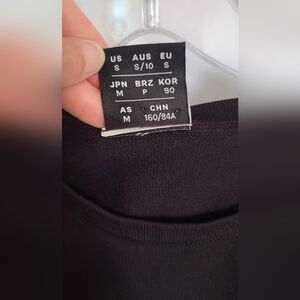 US AUS EU
S S/10 S
JPN BRZ KOR
M P 90
AS CHN
M 160/84A